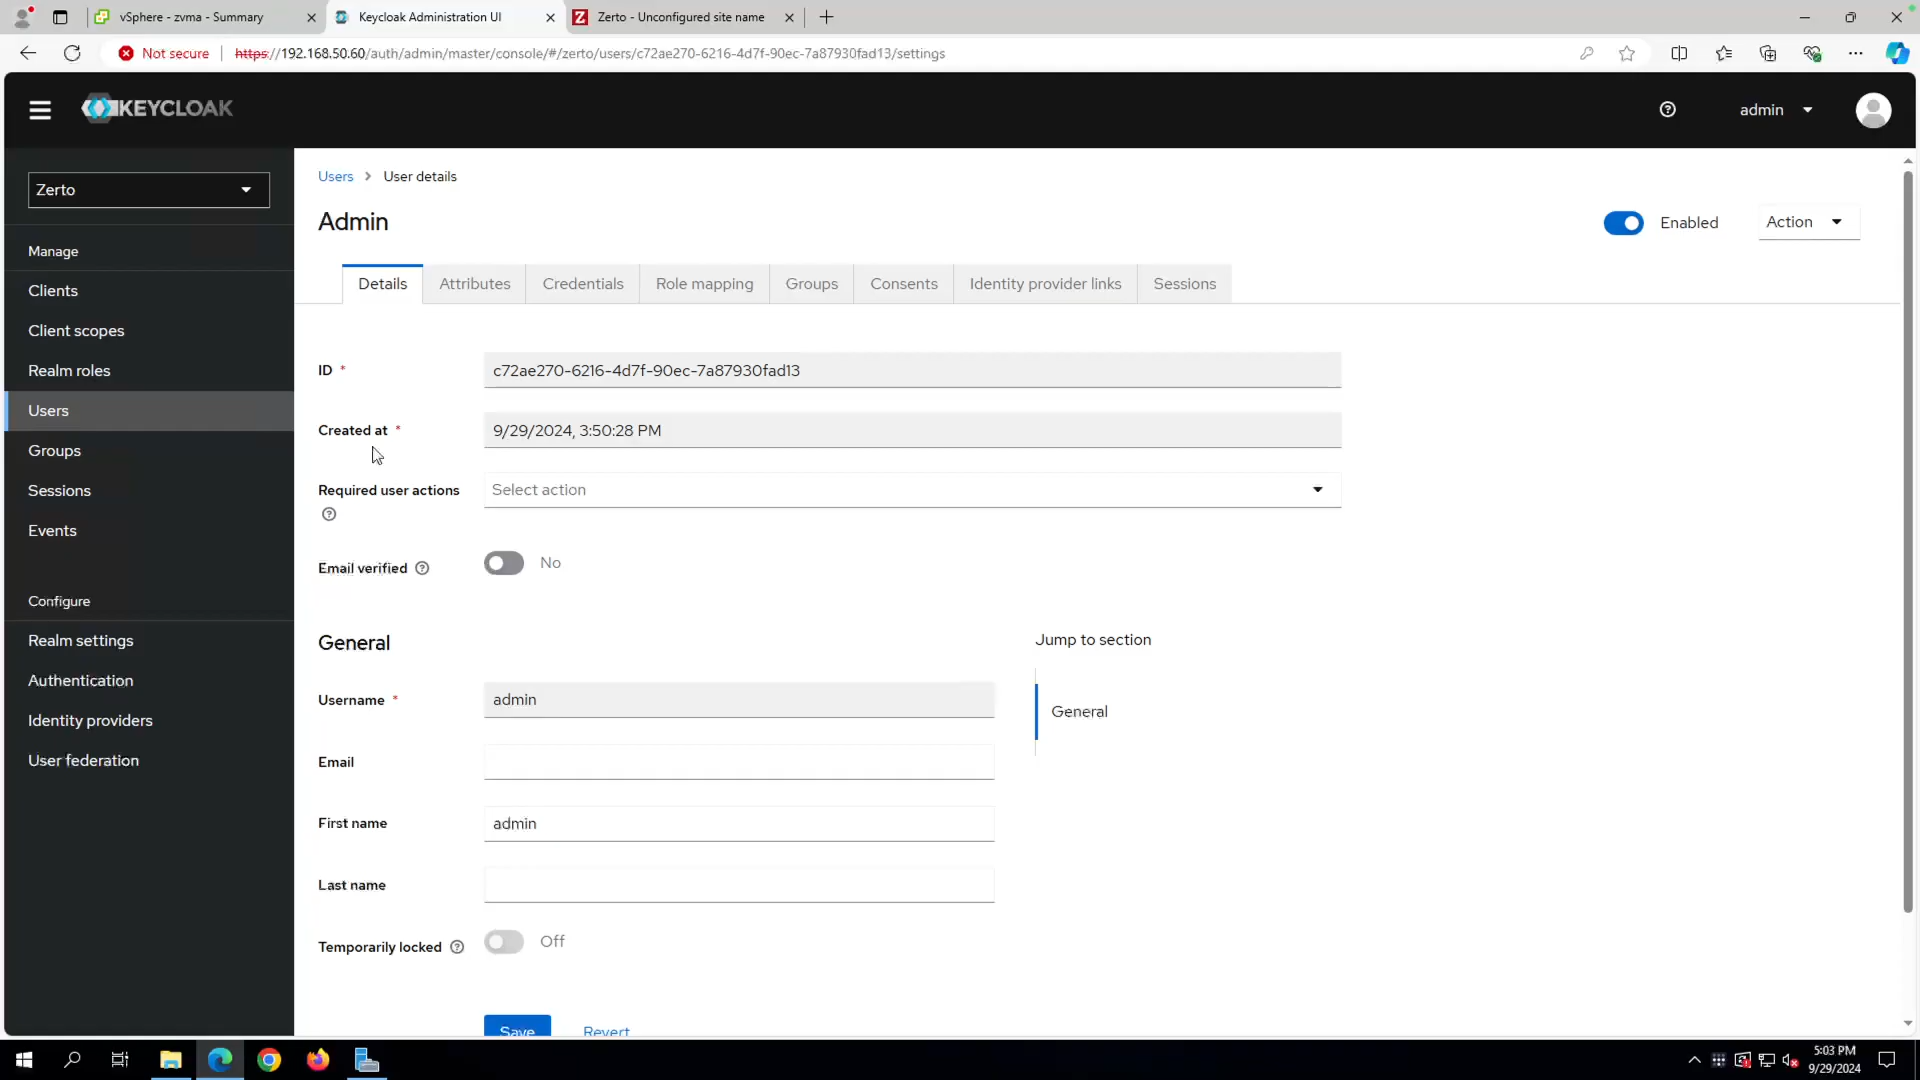 vSphere - zvma - Summary
Keycloak Administration UI
Zerto - Unconfigured site name
Not secure
https://192.168.50.60/auth/admin/master/console/#/zerto/users/c72ae270-6216-4d7f-90ec-7a87930fad13/settings
KEYCLOAK
admin
Zerto
Manage
Clients
Client scopes
Realm roles
Users
Groups
Sessions
Events
Configure
Realm settings
Authentication
Identity providers
User federation
Users > User details
Admin
Enabled
Action
Details
Attributes
Credentials
Role mapping
Groups
Consents
Identity provider links
Sessions
ID *
c72ae270-6216-4d7f-90ec-7a87930fad13
Created at *
9/29/2024, 3:50:28 PM
Required user actions
Select action
Email verified
No
General
Jump to section
General
Username *
admin
Email
First name
admin
Last name
Temporarily locked
Off
Save
Revert
5:03 PM
9/29/2024